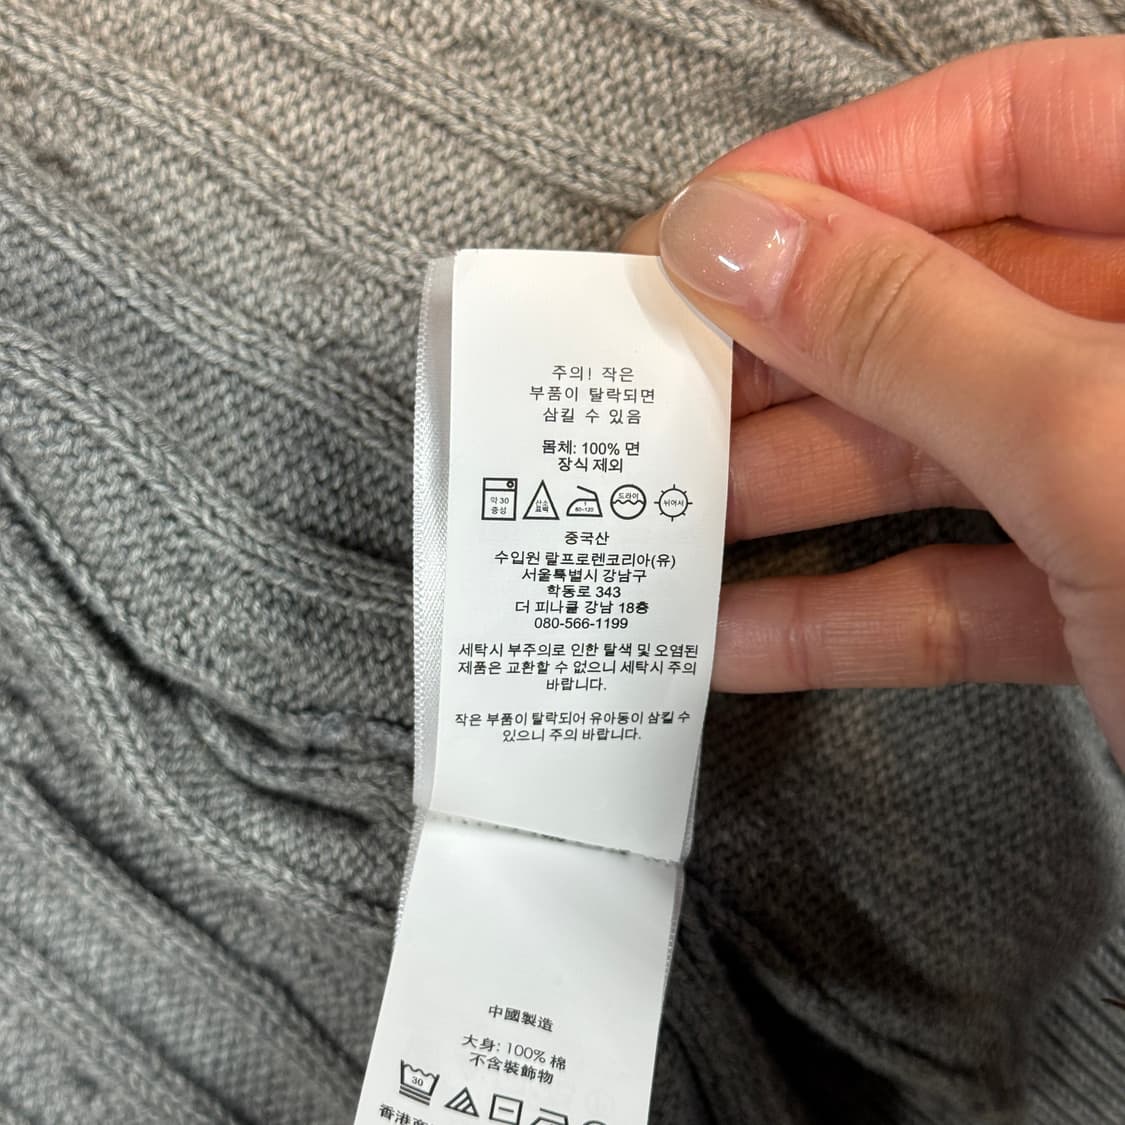 주의! 작은
부품이 탈락되면
삼킬 수 있음
몸체: 100% 면
장식 제외
약 30
중성
산소
표백
80~120
드라이
뉘어서
중국산
수입원 랄프로렌코리아(유)
서울특별시 강남구
학동로 343
더 피나클 강남 18층
080-566-1199
세탁시 부주의로 인한 탈색 및 오염된
제품은 교환할 수 없으니 세탁시 주의
바랍니다.
작은 부품이 탈락되어 유아동이 삼킬 수
있으니 주의 바랍니다.
中國製造
大身: 100% 棉
不含裝飾物
30
香港商